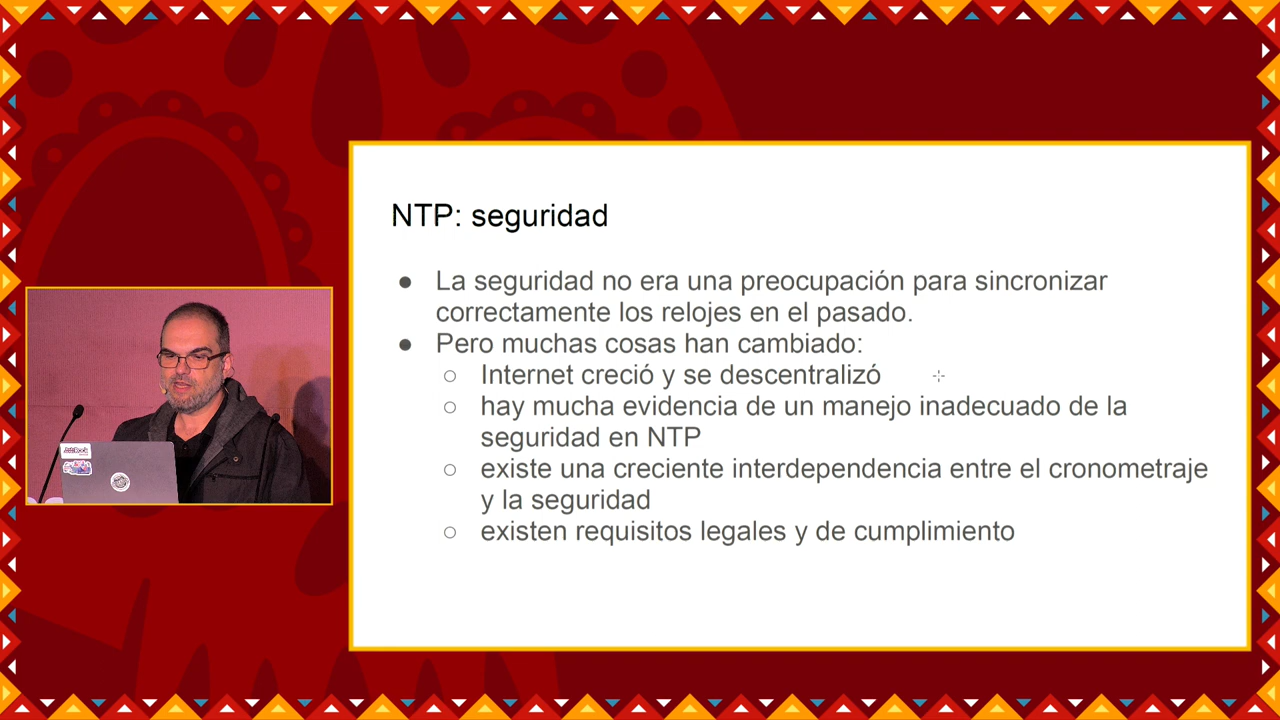 NTP: seguridad
● La seguridad no era una preocupación para sincronizar
correctamente los relojes en el pasado.
● Pero muchas cosas han cambiado:
○ Internet creció y se descentralizó
○ hay mucha evidencia de un manejo inadecuado de la
seguridad en NTP
○ existe una creciente interdependencia entre el cronometraje
y la seguridad
○ existen requisitos legales y de cumplimiento